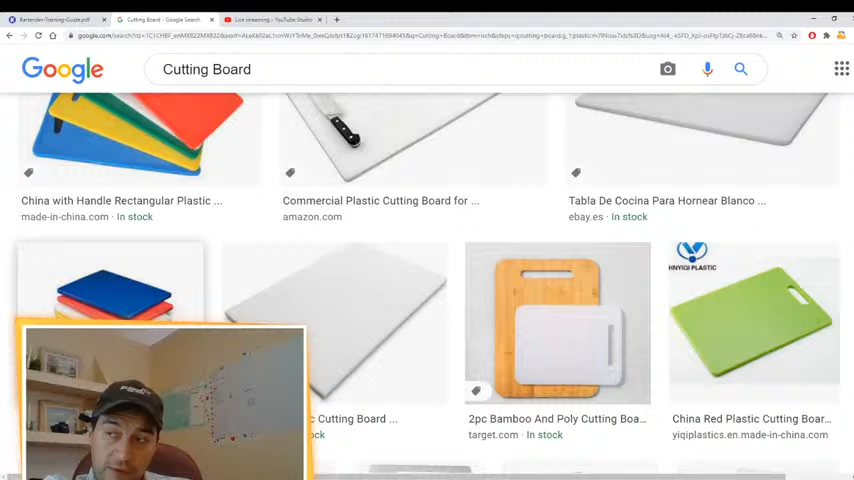 Bartender-Training-Guide.pdf
Cutting Board - Google Search
Live streaming - YouTube Studio
Google
Cutting Board
China with Handle Rectangular Plastic ...
made-in-china.com · In stock
Commercial Plastic Cutting Board for ...
amazon.com
Tabla De Cocina Para Hornear Blanco ...
ebay.es · In stock
HNYIQI PLASTIC
c Cutting Board ...
stock
2pc Bamboo And Poly Cutting Boa...
target.com · In stock
China Red Plastic Cutting Board...
yiqiplastics.en.made-in-china.com